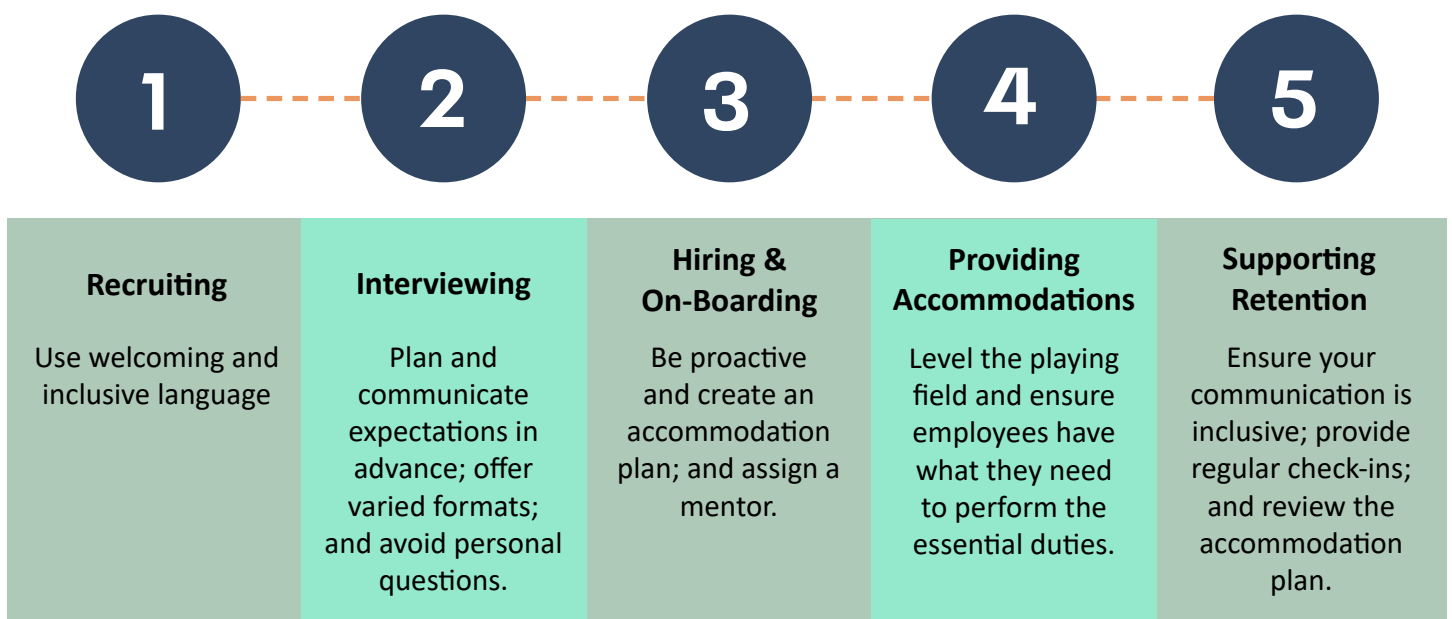 1
2
3
4
5
Recruiting
Use welcoming and
inclusive language
Interviewing
Plan and
communicate
expectations in
advance; offer
varied formats;
and avoid personal
questions.
Hiring &
On-Boarding
Be proactive
and create an
accommodation
plan; and assign a
mentor.
Providing
Accommodations
Level the playing
field and ensure
employees have
what they need
to perform the
essential duties.
Supporting
Retention
Ensure your
communication is
inclusive; provide
regular check-ins;
and review the
accommodation
plan.